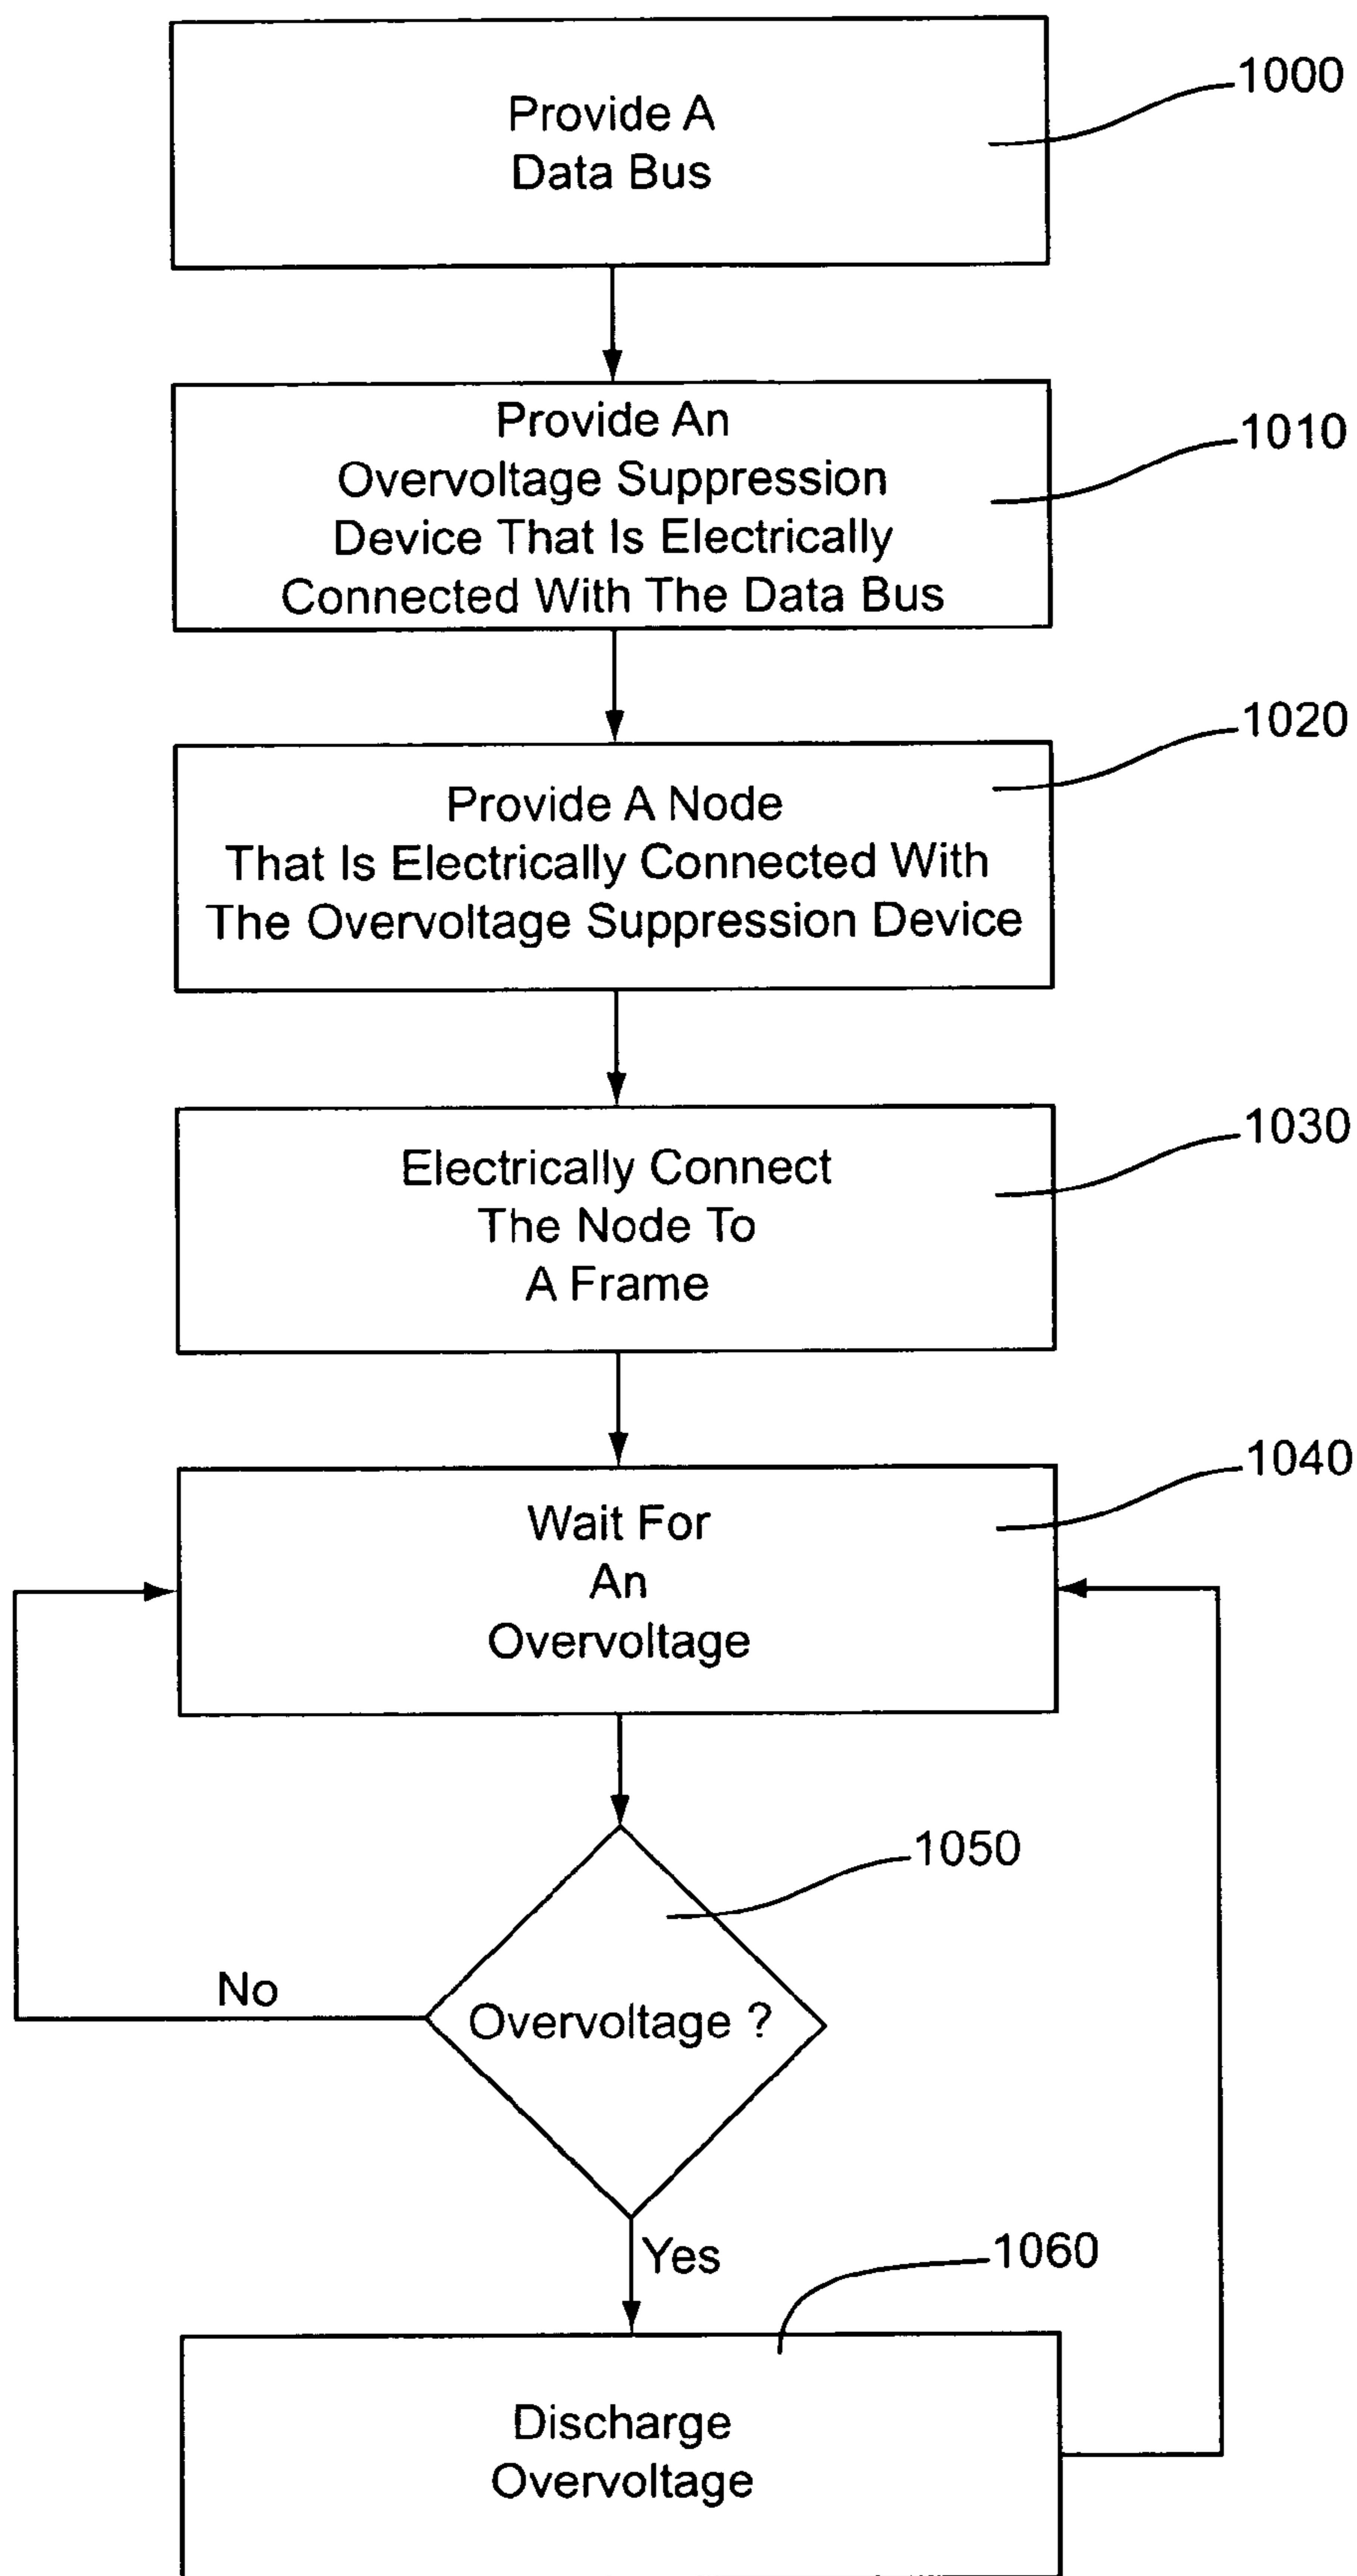 Provide A
Data Bus
1000
Provide An
Overvoltage Suppression
Device That Is Electrically
Connected With The Data Bus
1010
Provide A Node
That Is Electrically Connected With
The Overvoltage Suppression Device
1020
Electrically Connect
The Node To
A Frame
1030
Wait For
An
Overvoltage
1040
1050
Overvoltage ?
No
Yes
1060
Discharge
Overvoltage